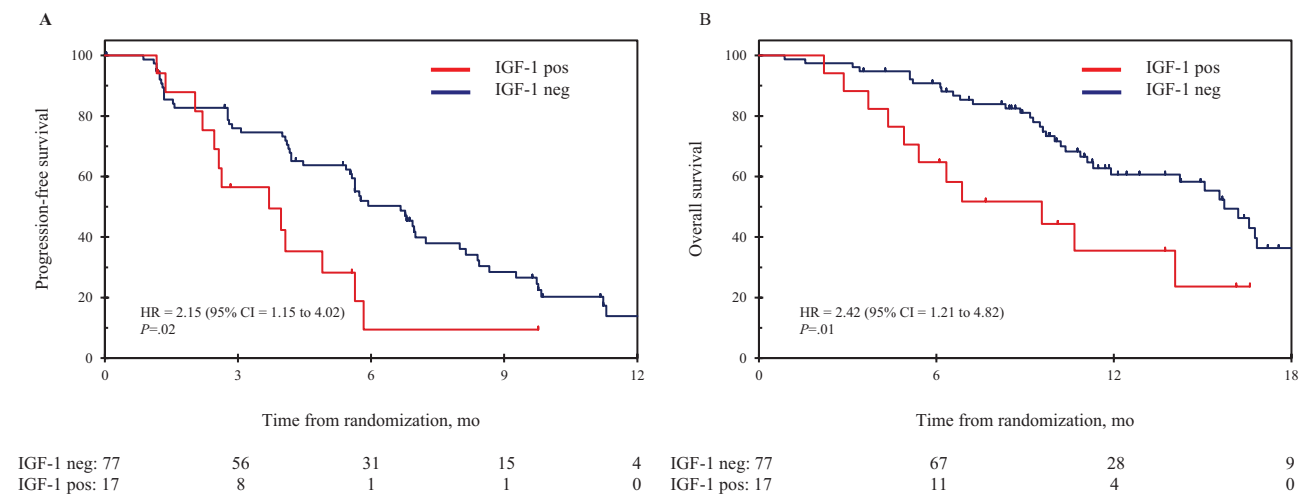 A
100
80
60
40
20
0
Progression-free survival
IGF-1 pos
IGF-1 neg
HR = 2.15 (95% CI = 1.15 to 4.02)
P=.02
0 3 6 9 12
Time from randomization, mo
IGF-1 neg: 77 56 31 15 4
IGF-1 pos: 17 8 1 1 0
B
100
80
60
40
20
0
Overall survival
IGF-1 pos
IGF-1 neg
HR = 2.42 (95% CI = 1.21 to 4.82)
P=.01
0 6 12 18
Time from randomization, mo
IGF-1 neg: 77 67 28 9
IGF-1 pos: 17 11 4 0